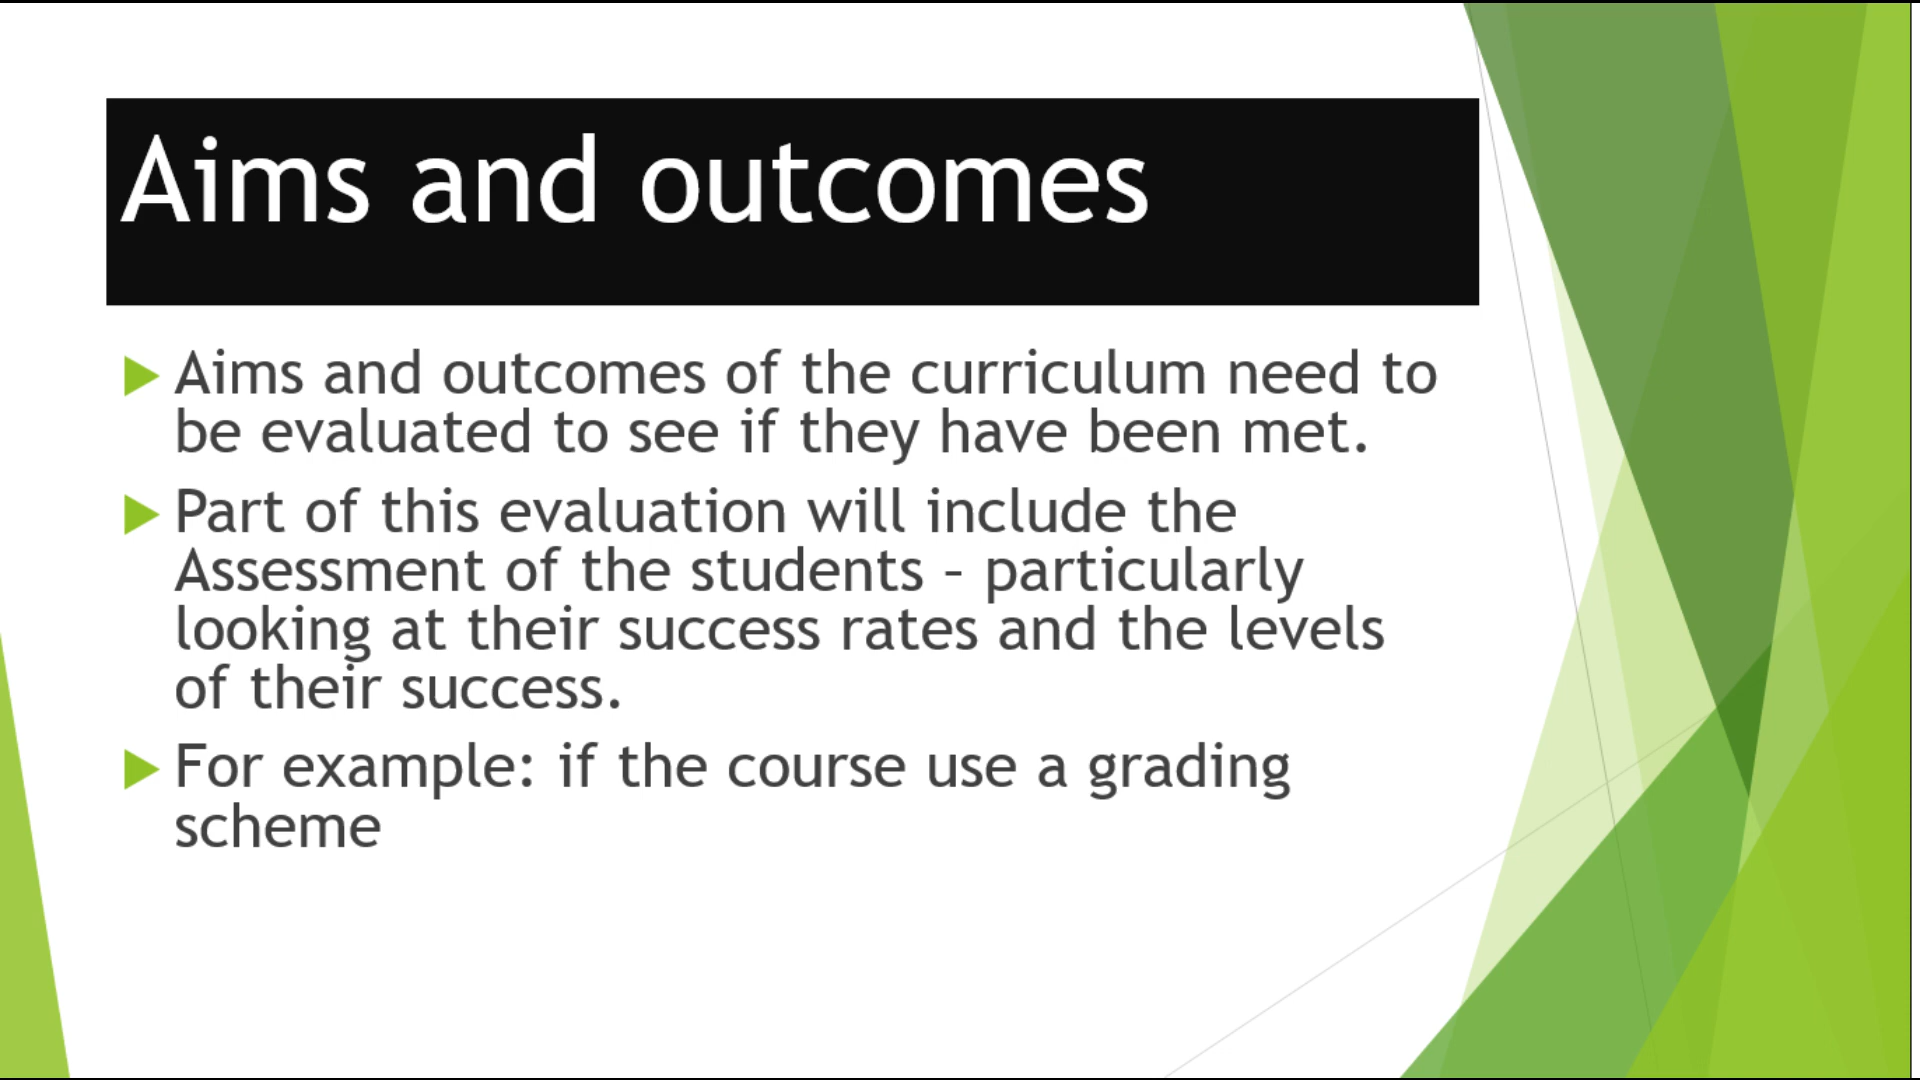 Aims and outcomes
Aims and outcomes of the curriculum need to
be evaluated to see if they have been met.
Part of this evaluation will include the
Assessment of the students – particularly
looking at their success rates and the levels
of their success.
For example: if the course use a grading
scheme